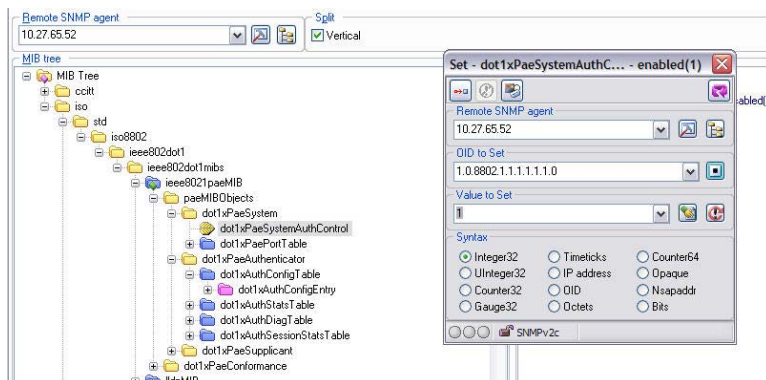 Remote SNMP agent
10.27.65.52
Split
Vertical
MIB tree
MIB Tree
ccitt
iso
std
iso8802
ieee802dot1
ieee802dot1mibs
ieee8021paeMIB
paeMIBObjects
dot1xPaeSystem
dot1xPaeSystemAuthControl
dot1xPaePortTable
dot1xPaeAuthenticator
dot1xAuthConfigTable
dot1xAuthConfigEntry
dot1xAuthStatsTable
dot1xAuthDiagTable
dot1xAuthSessionStatsTable
dot1xPaeSupplicant
dot1xPaeConformance
lldpMIB
Set - dot1xPaeSystemAuthC... - enabled(1)
Remote SNMP agent
10.27.65.52
OID to Set
1.0.8802.1.1.1.1.1.1.0
Value to Set
1
Syntax
Integer32 Timeticks Counter64
UInteger32 IP address Opaque
Counter32 OID Nsapaddr
Gauge32 Octets Bits
SNMPv2c